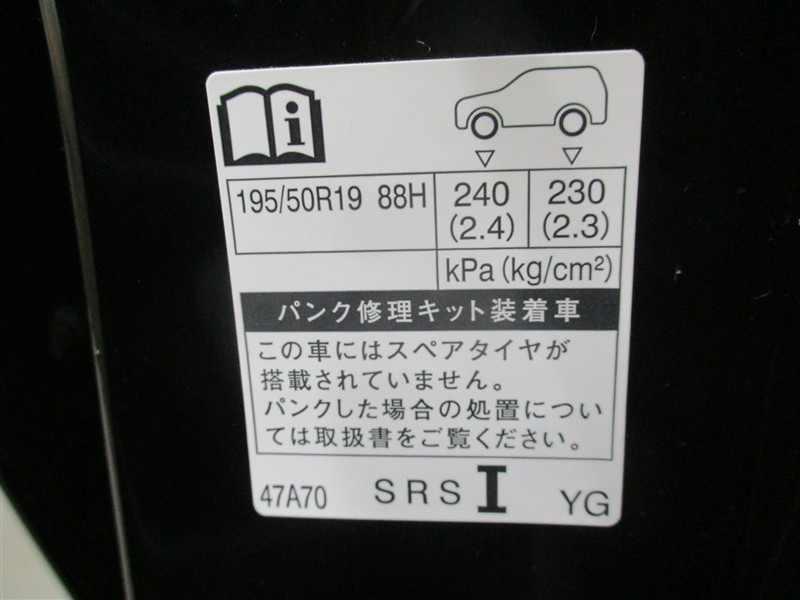 i
195/50R19 88H 240 230
(2.4) (2.3)
kPa (kg/cm²)
パンク修理キット装着車
この車にはスペアタイヤが
搭載されていません。
パンクした場合の処置につい
ては取扱書をご覧ください。
47A70 SRS I YG